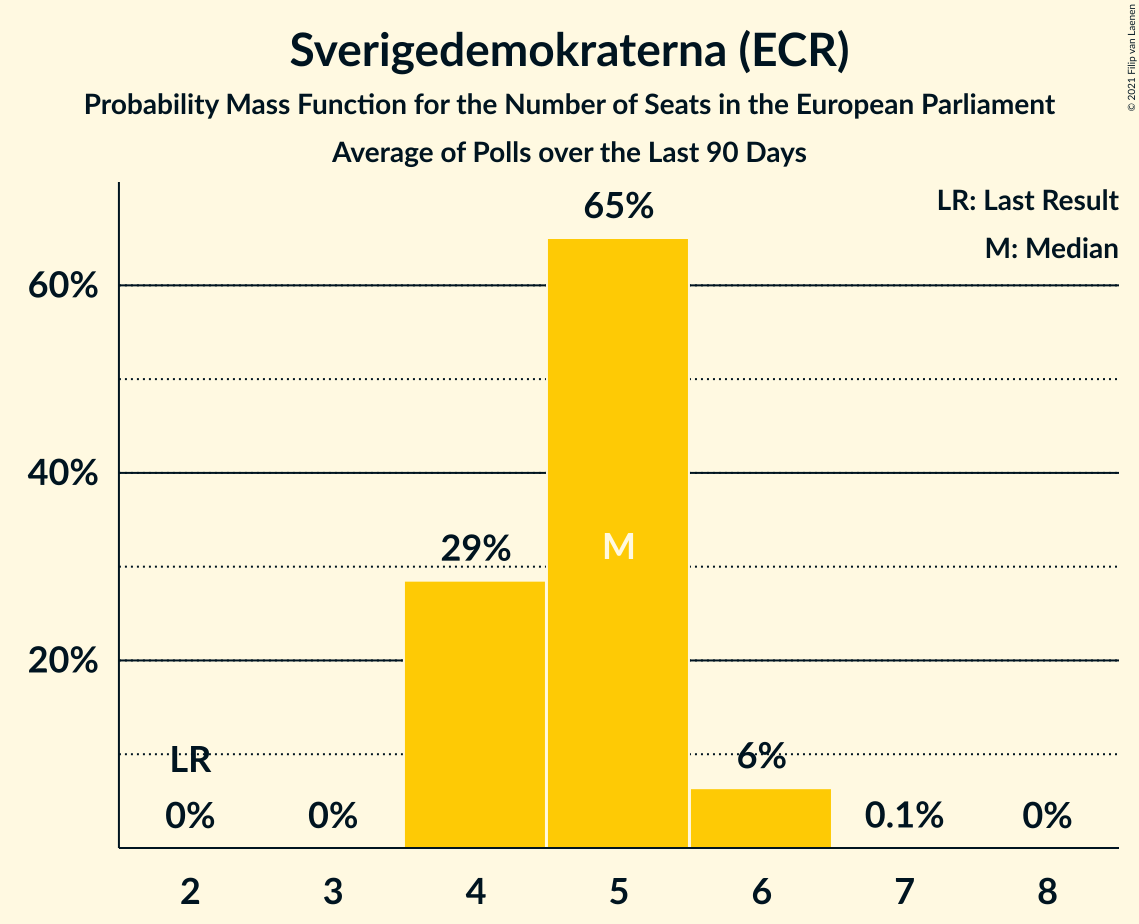 Sverigedemokraterna (ECR)
Probability Mass Function for the Number of Seats in the European Parliament
Average of Polls over the Last 90 Days
© 2021 Filip van Laenen
LR: Last Result
M: Median
60%
40%
20%
65%
29%
M
LR
0%
0%
6%
0.1%
0%
2 3 4 5 6 7 8